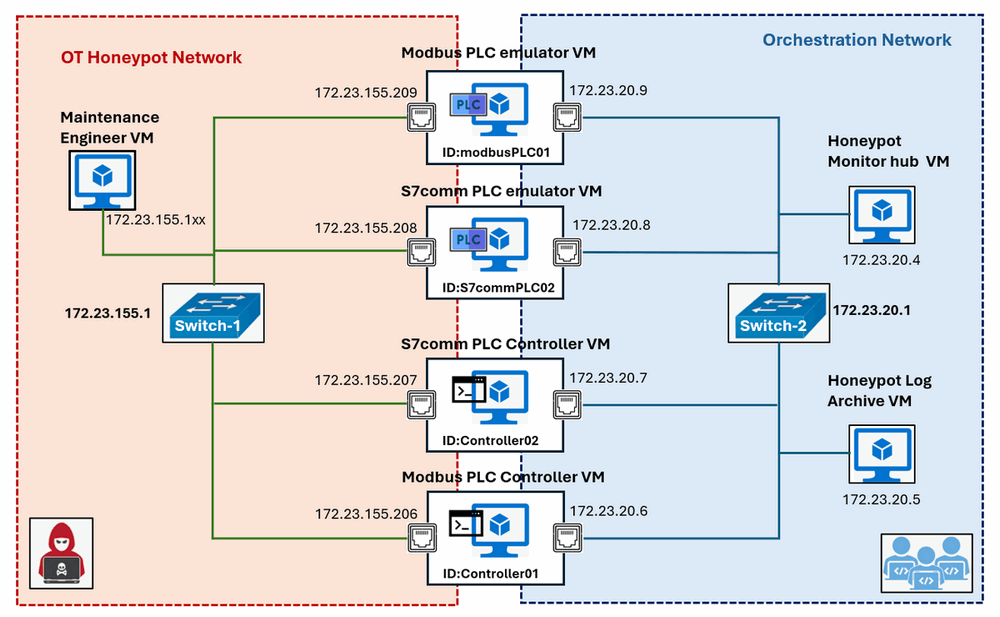 Modbus PLC emulator VM
Orchestration Network
OT Honeypot Network
172.23.155.209
172.23.20.9
PLC
ID:modbusPLC01
Maintenance
Engineer VM
Honeypot
Monitor hub VM
S7comm PLC emulator VM
172.23.155.1xx
172.23.155.208
172.23.20.8
PLC
172.23.20.4
ID:S7commPLC02
172.23.155.1
Switch-1
Switch-2
172.23.20.1
S7comm PLC Controller VM
172.23.155.207
172.23.20.7
Honeypot Log
Archive VM
>_
ID:Controller02
Modbus PLC Controller VM
172.23.155.206
172.23.20.6
172.23.20.5
>_
ID:Controller01
</>
</>
</>